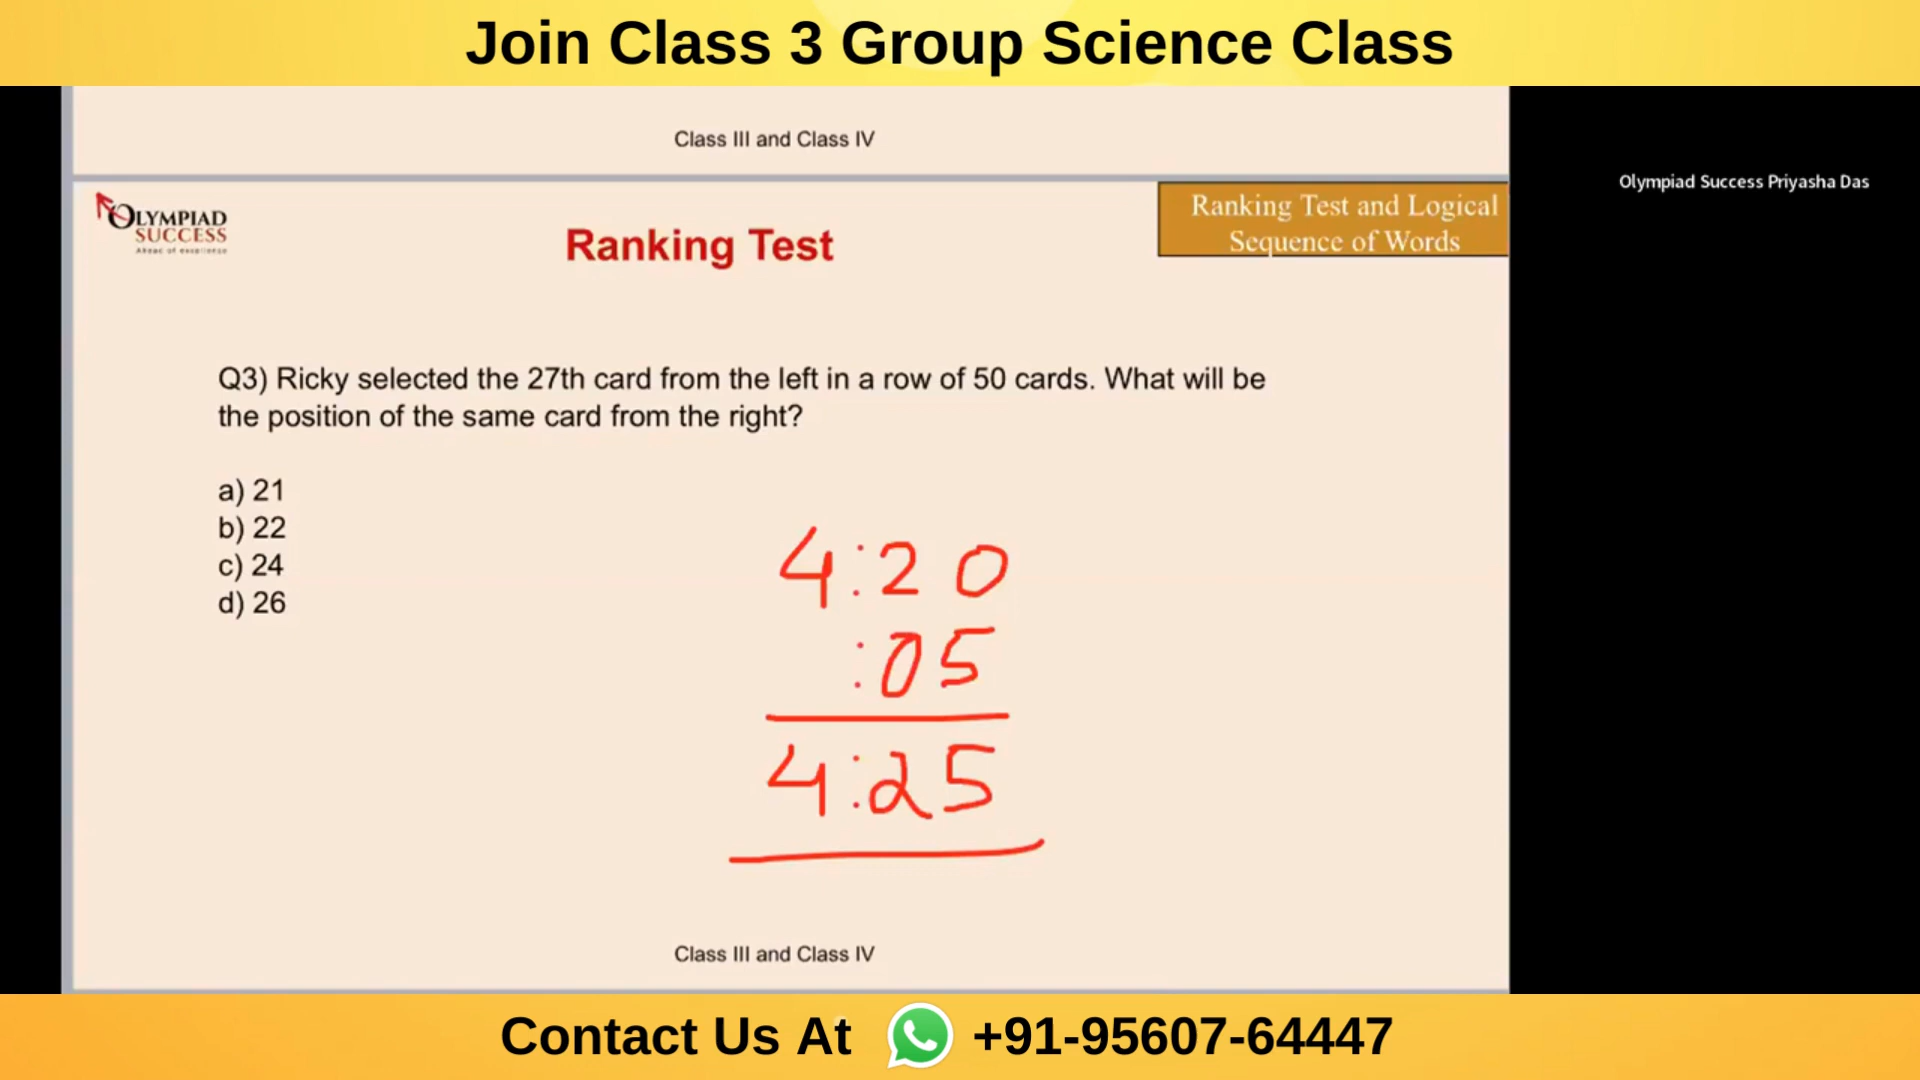 Join Class 3 Group Science Class
Class III and Class IV
Olympiad Success Priyasha Das
OLYMPIAD
SUCCESS
Ahead of excellence
Ranking Test
Ranking Test and Logical
Sequence of Words
Q3) Ricky selected the 27th card from the left in a row of 50 cards. What will be
the position of the same card from the right?
a) 21
b) 22
c) 24
d) 26
4:20
:05
4:25
Class III and Class IV
Contact Us At +91-95607-64447